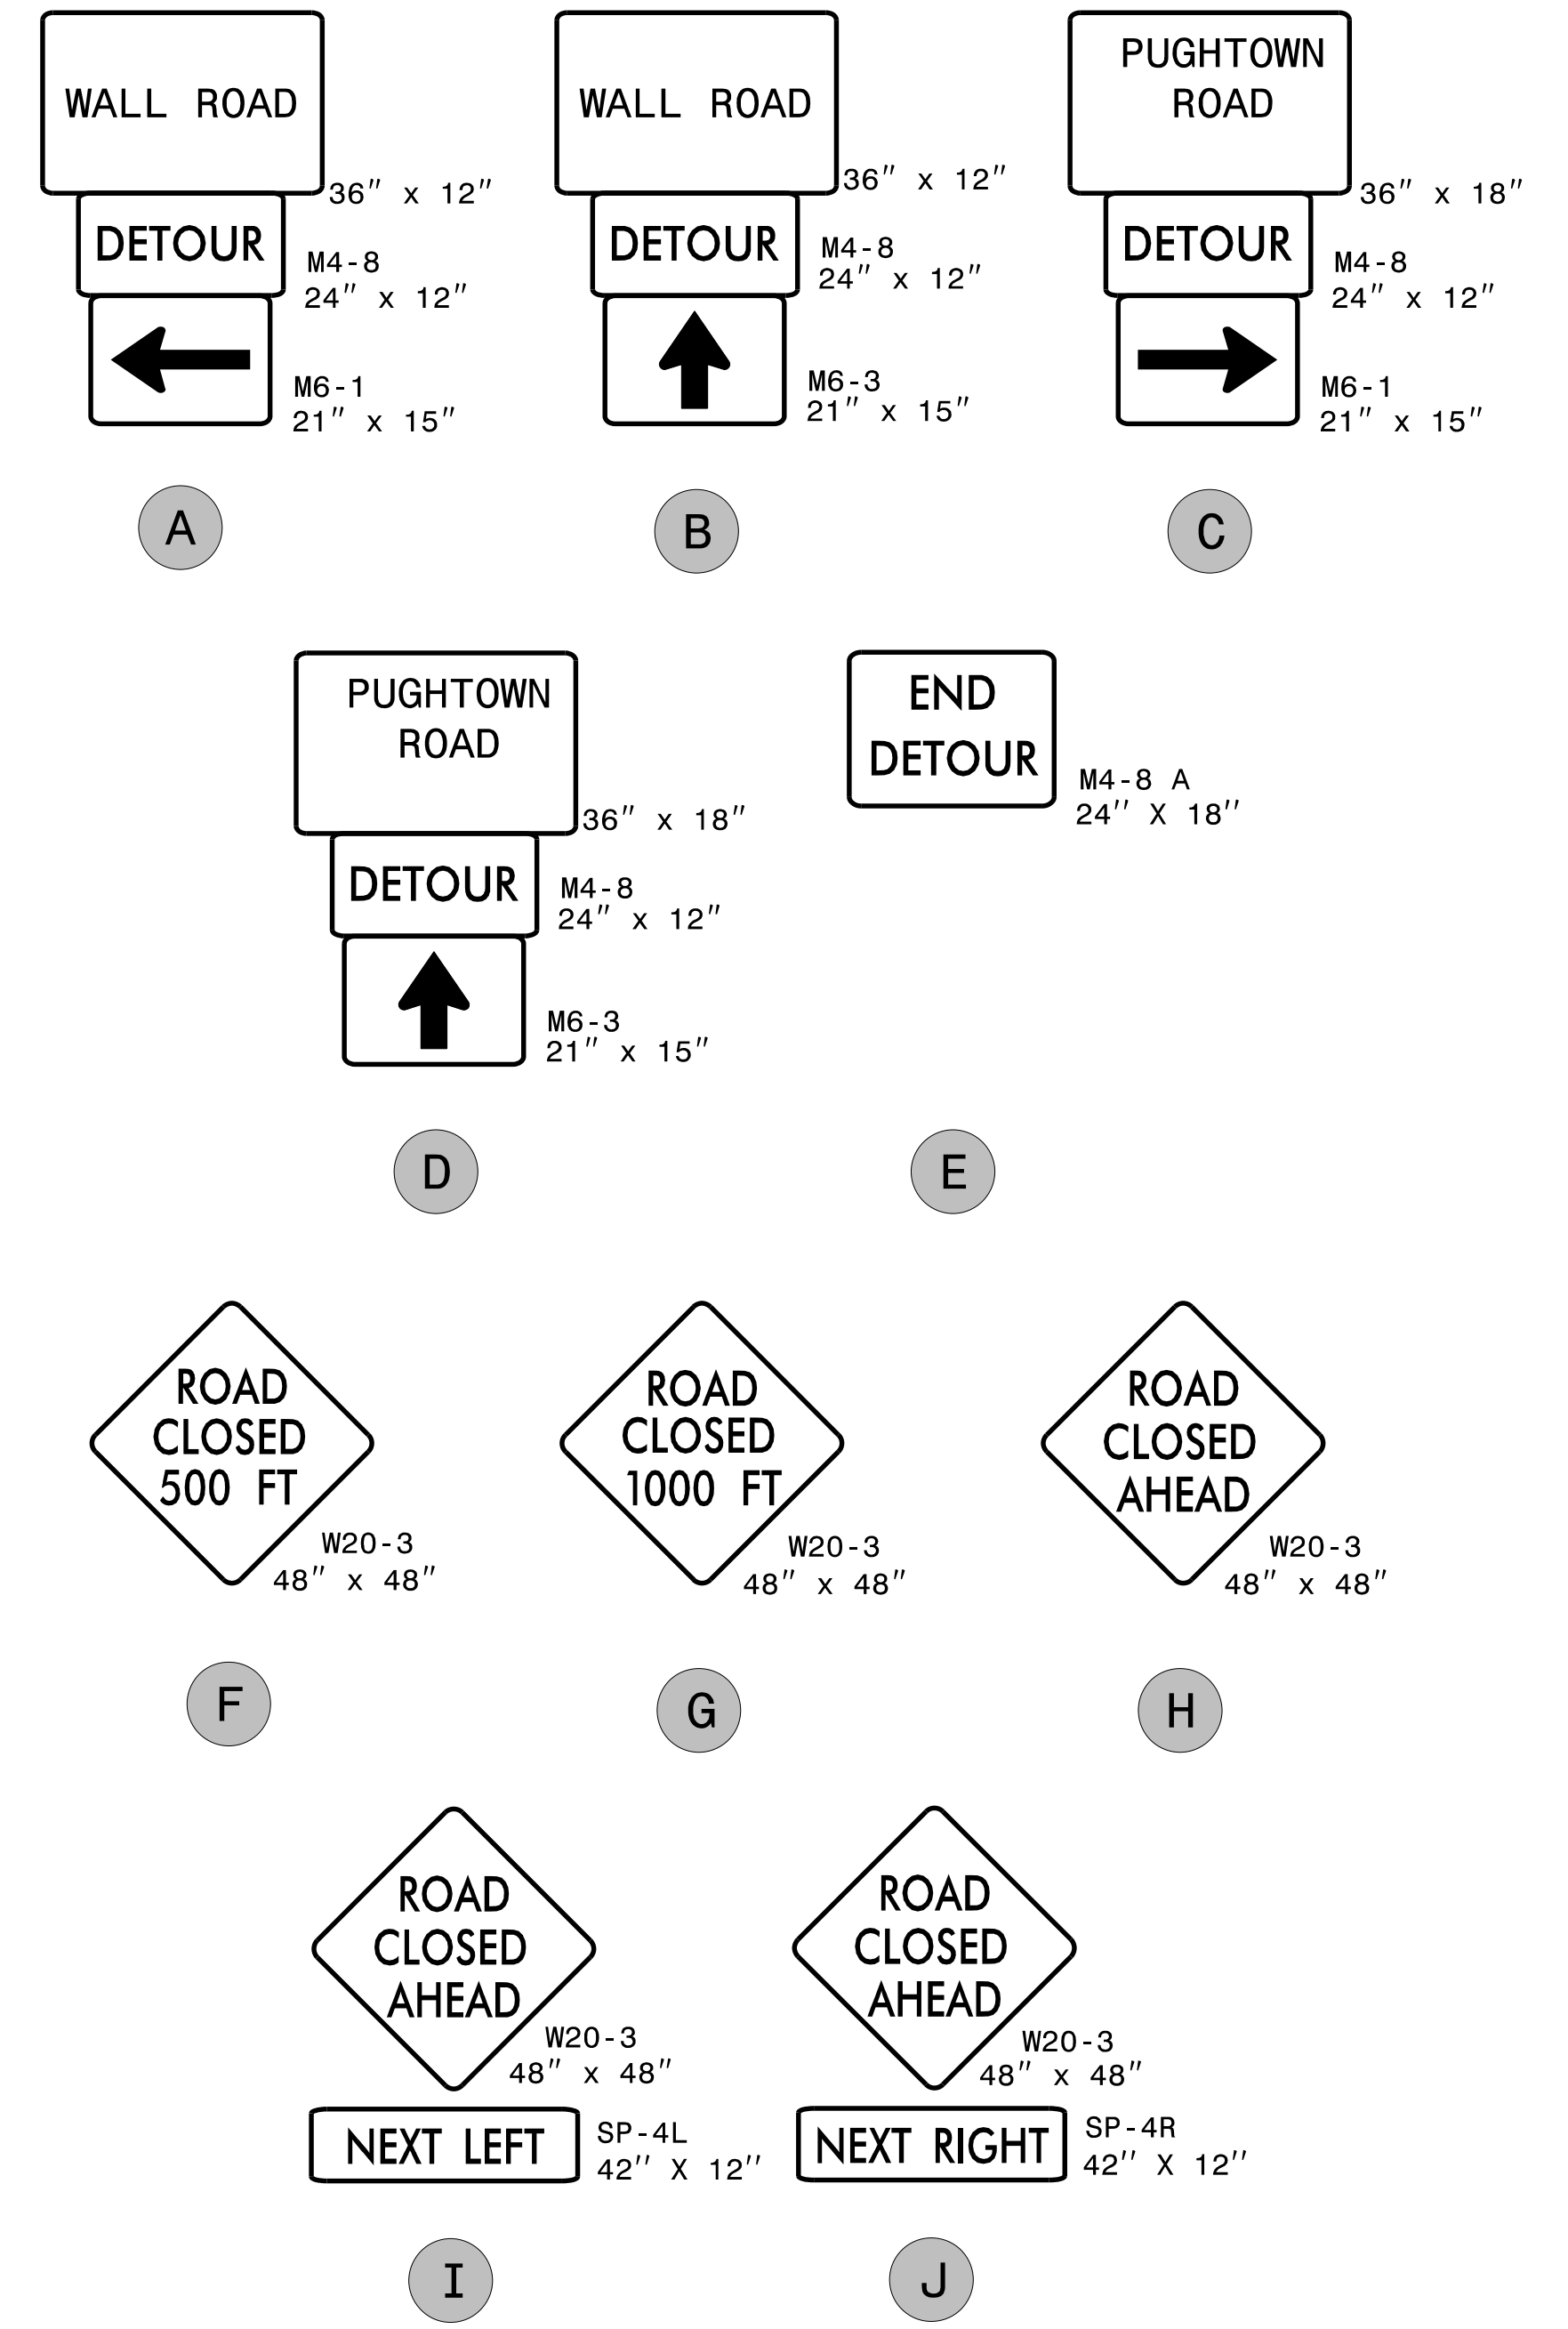 WALL ROAD
36" x 12"
DETOUR
M4-8
24" x 12"
M6-1
21" x 15"
A
WALL ROAD
36" x 12"
DETOUR
M4-8
24" x 12"
M6-3
21" x 15"
B
PUGHTOWN
ROAD
36" x 18"
DETOUR
M4-8
24" x 12"
M6-1
21" x 15"
C
PUGHTOWN
ROAD
36" x 18"
DETOUR
M4-8
24" x 12"
M6-3
21" x 15"
D
END
DETOUR
M4-8 A
24'' X 18''
E
ROAD
CLOSED
500 FT
W20-3
48" x 48"
F
ROAD
CLOSED
1000 FT
W20-3
48" x 48"
G
ROAD
CLOSED
AHEAD
W20-3
48" x 48"
H
ROAD
CLOSED
AHEAD
W20-3
48" x 48"
NEXT LEFT
SP-4L
42'' X 12''
I
ROAD
CLOSED
AHEAD
W20-3
48" x 48"
NEXT RIGHT
SP-4R
42'' X 12''
J